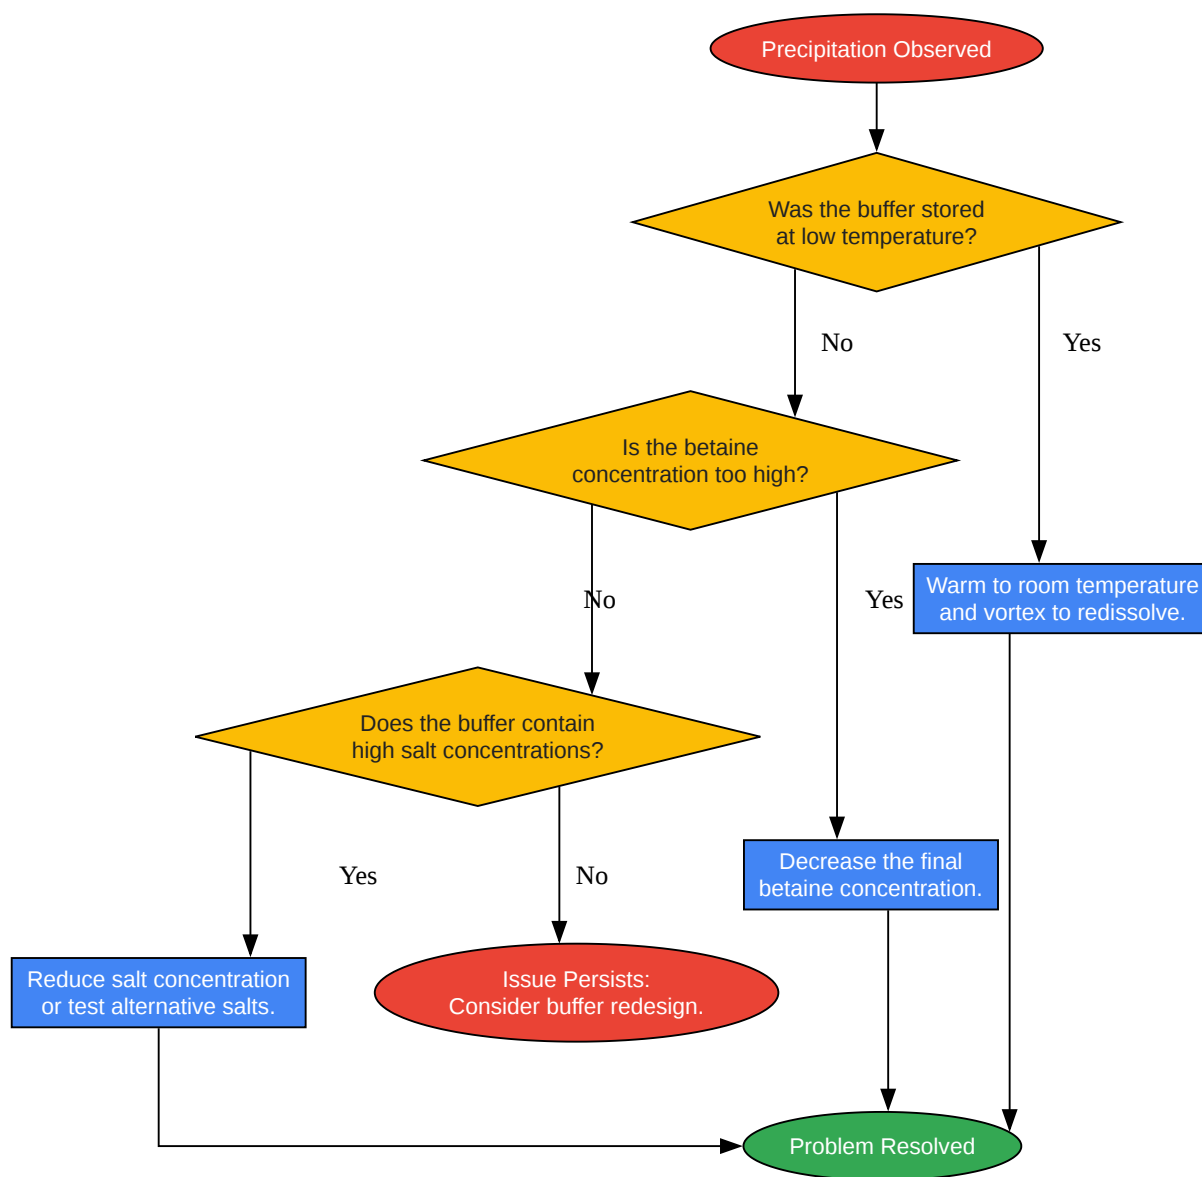 Precipitation Observed
Was the buffer stored
at low temperature?
No
Yes
Is the betaine
concentration too high?
No
Yes
Warm to room temperature
and vortex to redissolve.
Does the buffer contain
high salt concentrations?
Yes
No
Decrease the final
betaine concentration.
Reduce salt concentration
or test alternative salts.
Issue Persists:
Consider buffer redesign.
Problem Resolved